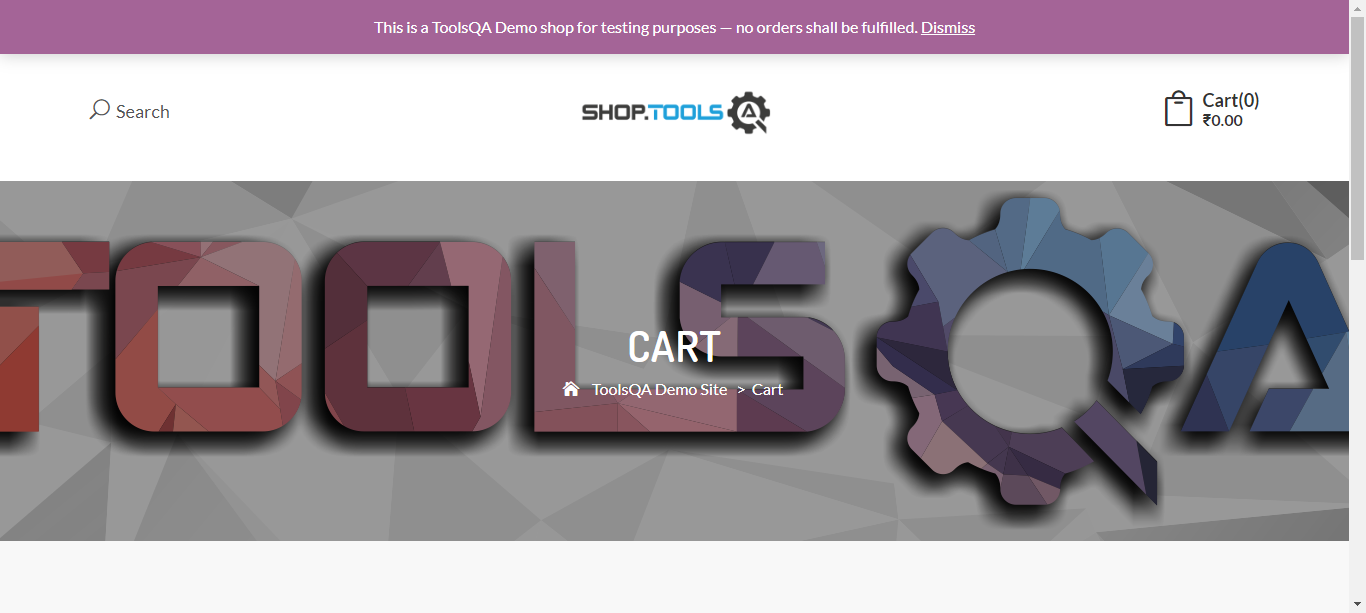 This is a ToolsQA Demo shop for testing purposes — no orders shall be fulfilled. Dismiss
Search
SHOP.TOOLS
Cart(0)
₹0.00
TOOLSQA
CART
ToolsQA Demo Site > Cart